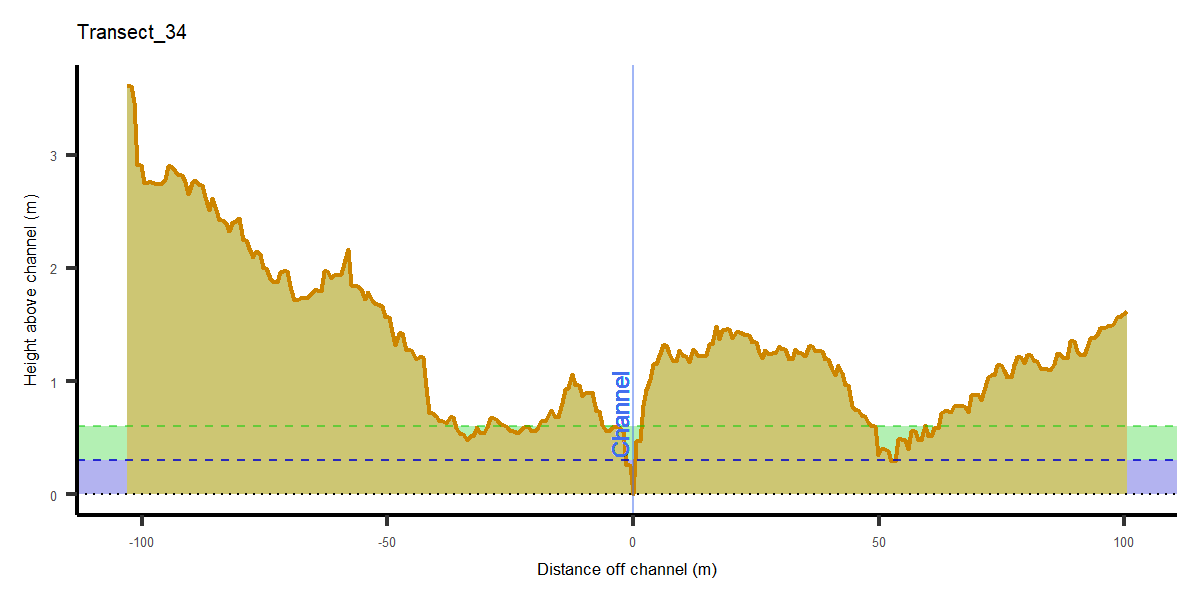 Transect_34
Height above channel (m)
3
2
1
0
Channel
-100
-50
0
50
100
Distance off channel (m)